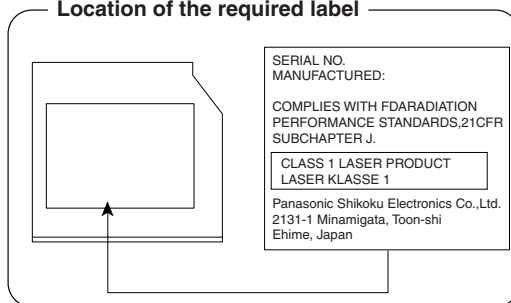 Location of the required label
SERIAL NO.
MANUFACTURED:
COMPLIES WITH FDARADIATION
PERFORMANCE STANDARDS,21CFR
SUBCHAPTER J.
CLASS 1 LASER PRODUCT
LASER KLASSE 1
Panasonic Shikoku Electronics Co.,Ltd.
2131-1 Minamigata, Toon-shi
Ehime, Japan